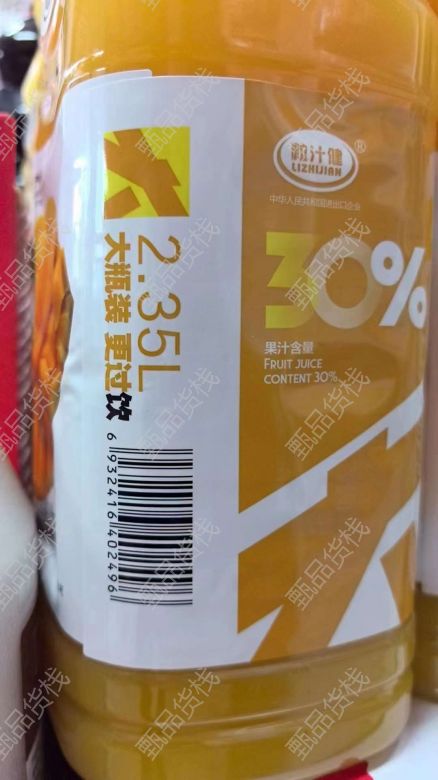 粒汁健®
LIZHIJIAN
中华人民共和国进出口企业
30%
果汁含量
FRUIT JUICE
CONTENT 30%
2.35L
大瓶装 更过饮
6 932416 402496
甄品货栈